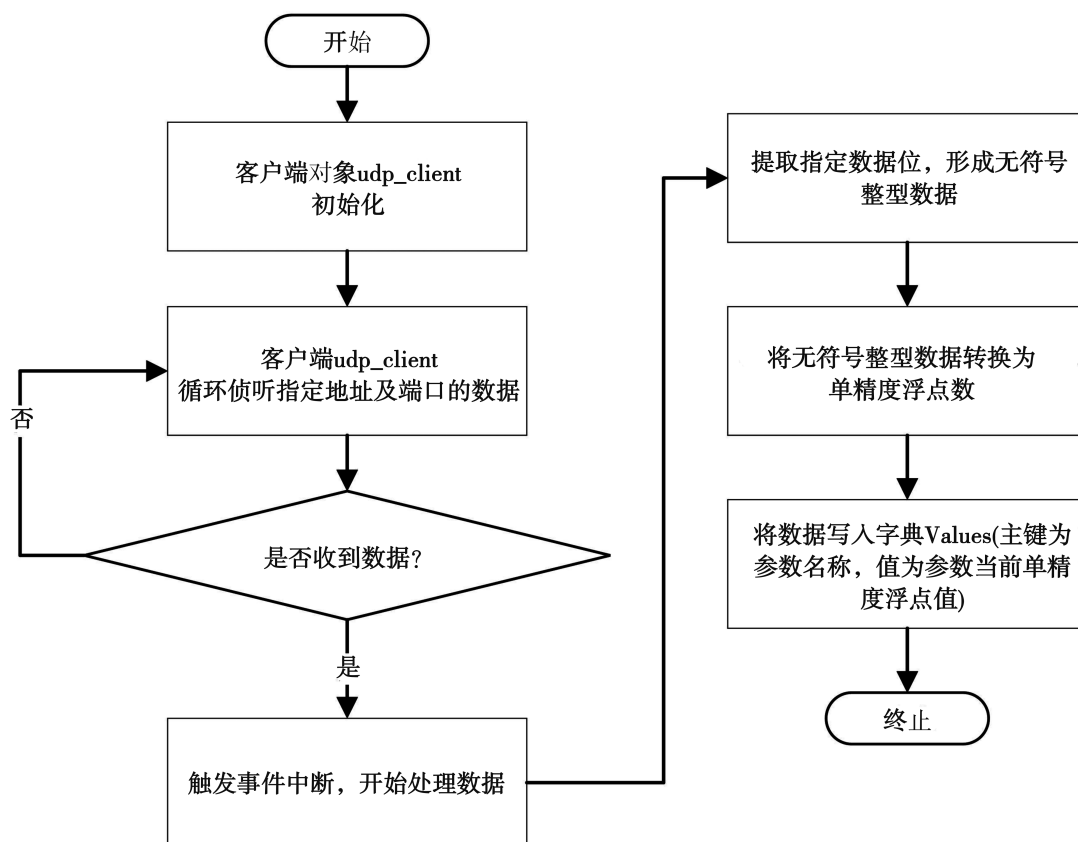 开始
客户端对象udp_client
初始化
客户端udp_client
循环侦听指定地址及端口的数据
否
是否收到数据?
是
触发事件中断，开始处理数据
提取指定数据位，形成无符号
整型数据
将无符号整型数据转换为
单精度浮点数
将数据写入字典Values(主键为
参数名称，值为参数当前单精
度浮点值)
终止